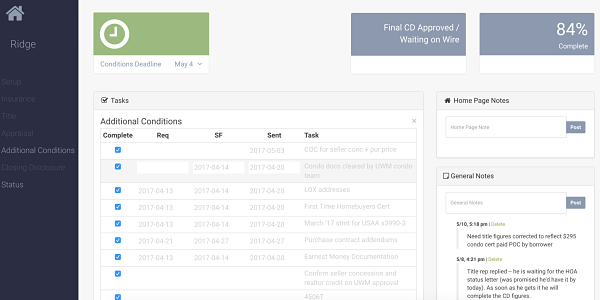 Ridge
Setup
Insurance
Title
Appraisal
Additional Conditions
Closing Disclosure
Status
Conditions Deadline May 4
Final CD Approved /
Waiting on Wire
84%
Complete
Tasks
Additional Conditions ×
Complete Req SF Sent Task
2017-05-03 COC for seller conc + pur price
2017-04-14 2017-04-20 Condo docs cleared by UWM condo
team
2017-04-13 2017-04-14 2017-04-20 LOX addresses
2017-04-13 2017-04-14 2017-04-20 First Time Homebuyers Cert
2017-04-13 2017-04-14 2017-04-20 March '17 stmt for USAA x3990-3
2017-04-21 2017-04-27 2017-04-27 Purchase contract addendums
2017-04-13 2017-04-14 2017-04-20 Earnest Money Documentation
Confirm seller concession and
realtor credit on UWM approval
4506T
Home Page Notes
Home Page Note Post
General Notes
General Notes Post
5/10, 5:18 pm | Delete
Need title figures corrected to reflect $295
condo cert paid POC by borrower
5/8, 4:21 pm | Delete
Title rep replied – he is waiting for the HOA
status letter (was promised he'd have it
by today). As soon as he gets it he will
complete the CD figures.